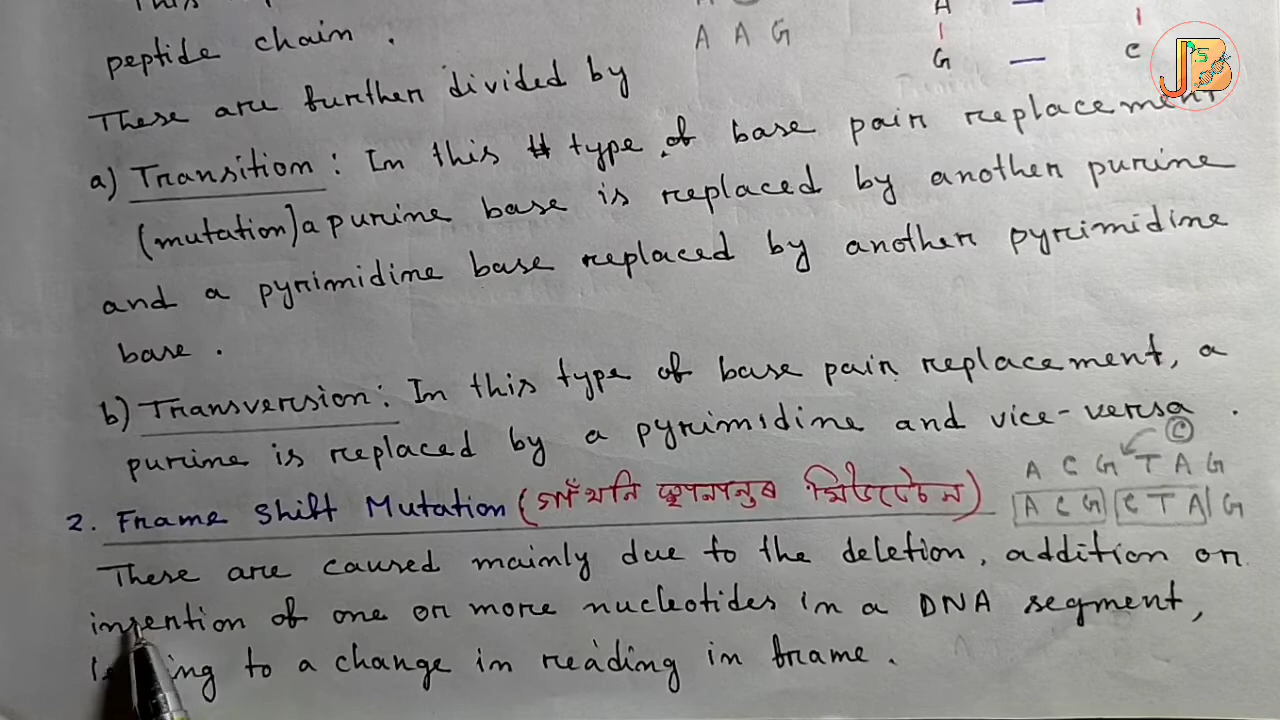 peptide chain .
A A G
A
G — C
These are further divided by
a) Transition : In this type of base pair replacement
(mutation) a purine base is replaced by another purine
and a pyrimidine base replaced by another pyrimidine
base .
b) Transversion : In this type of base pair replacement, a
purine is replaced by a pyrimidine and vice-versa .
C
A C G T A G
2. Frame Shift Mutation (
A C G C T A G
These are caused mainly due to the deletion, addition or
insertion of one or more nucleotides in a DNA segment,
to a change in reading in frame .